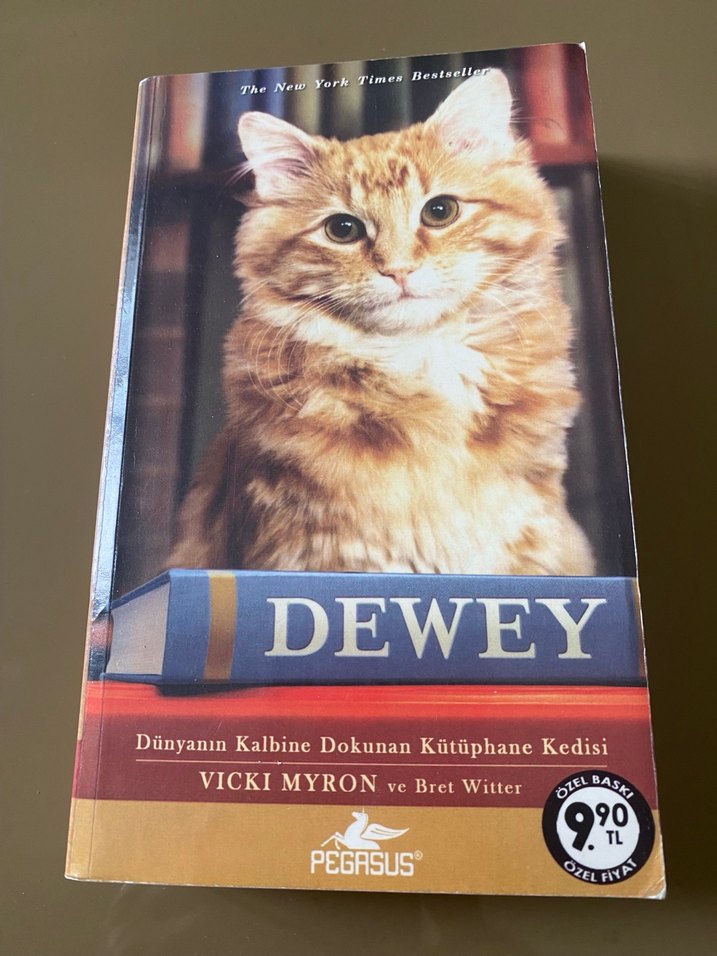 The New York Times Bestseller
DEWEY
Dünyanın Kalbine Dokunan Kütüphane Kedisi
VICKI MYRON ve Bret Witter
PEGASUS®
ÖZEL BASKI
9.90
TL
ÖZEL FİYAT